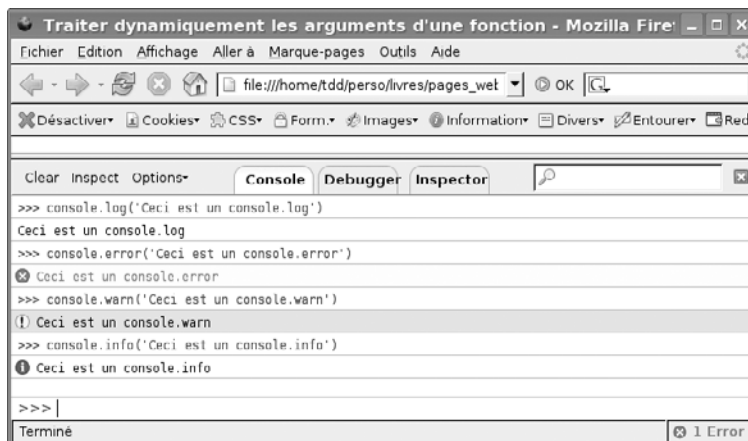 Traiter dynamiquement les arguments d'une fonction - Mozilla Firef
Fichier Edition Affichage Aller à Marque-pages Outils Aide
file:///home/tdd/perso/livres/pages_wet OK G
Désactiver Cookies CSS Form. Images Information Divers Entourer Red
Clear Inspect Options Console Debugger Inspector
>>> console.log('Ceci est un console.log')
Ceci est un console.log
>>> console.error('Ceci est un console.error')
Ceci est un console.error
>>> console.warn('Ceci est un console.warn')
Ceci est un console.warn
>>> console.info('Ceci est un console.info')
Ceci est un console.info
>>>
Terminé 1 Error